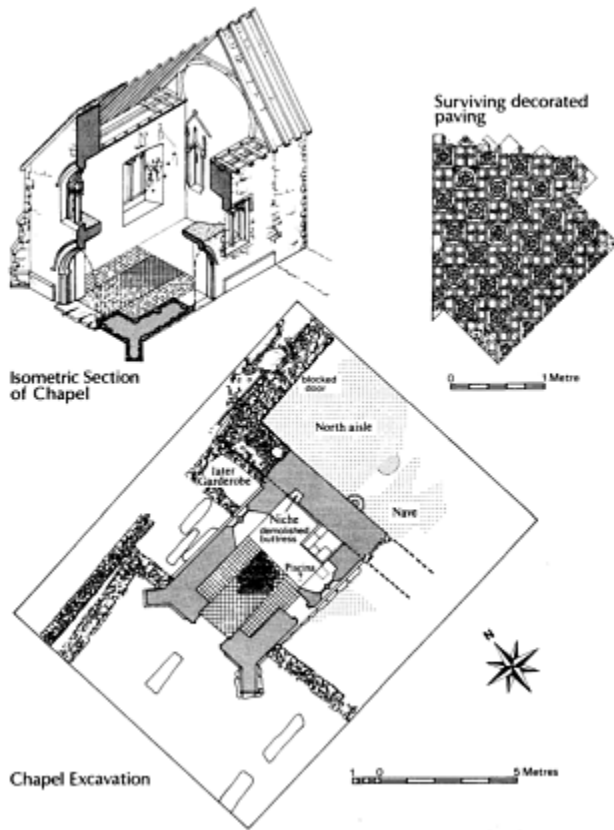 Surviving decorated
paving
0 1 Metre
Isometric Section
of Chapel
blocked
door
North aisle
later
Garderobe
Nave
Niche
demolished
buttress
Piscina
N
Chapel Excavation
1 0 5 Metres